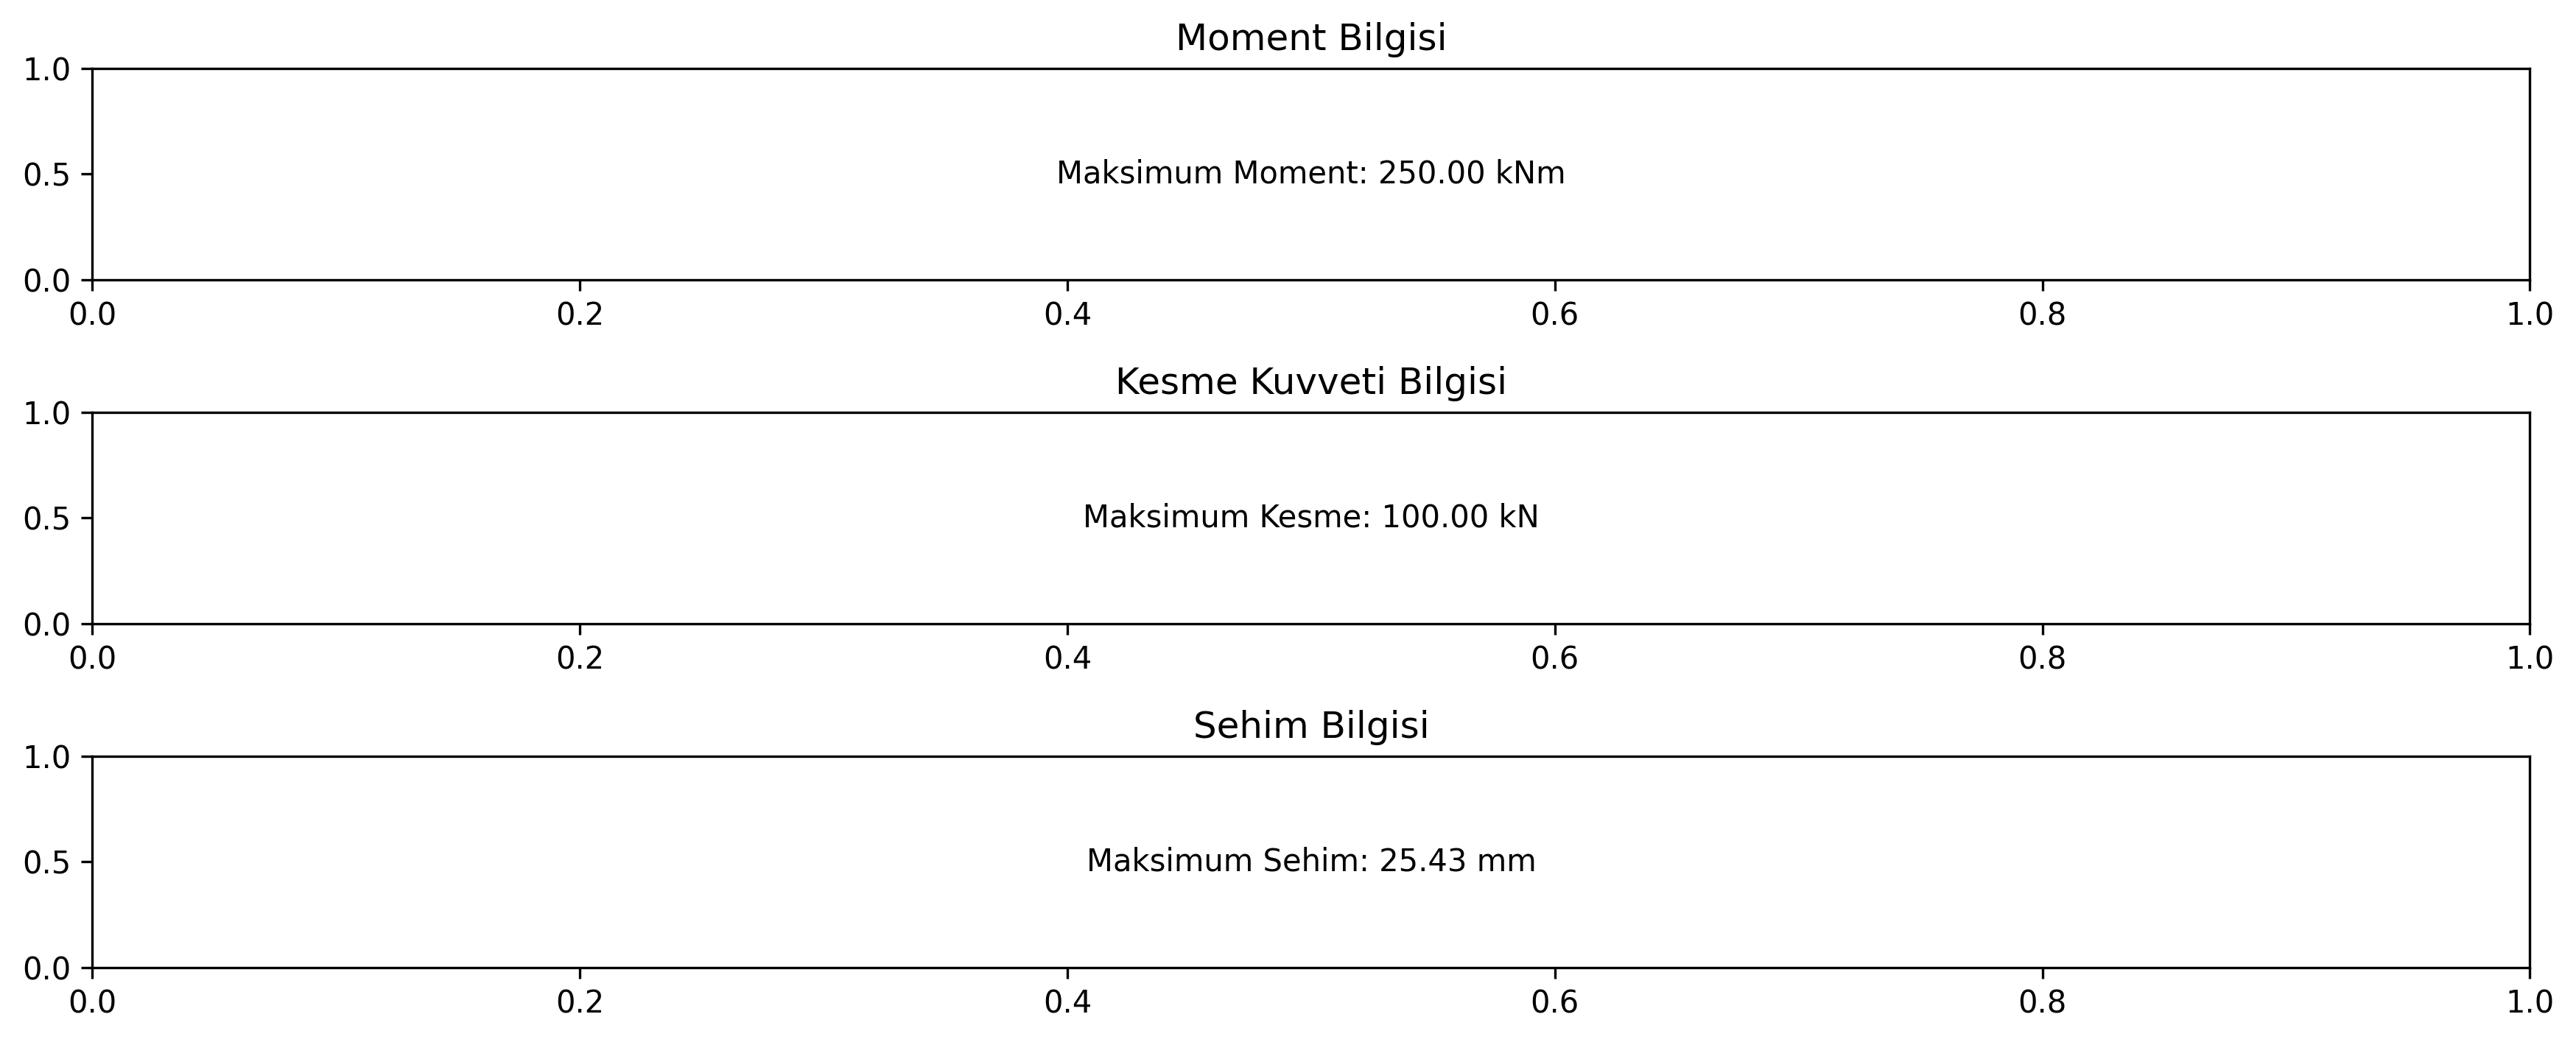 Moment Bilgisi
1.0
0.5
0.0
Maksimum Moment: 250.00 kNm
0.0 0.2 0.4 0.6 0.8 1.0
Kesme Kuvveti Bilgisi
1.0
0.5
0.0
Maksimum Kesme: 100.00 kN
0.0 0.2 0.4 0.6 0.8 1.0
Sehim Bilgisi
1.0
0.5
0.0
Maksimum Sehim: 25.43 mm
0.0 0.2 0.4 0.6 0.8 1.0